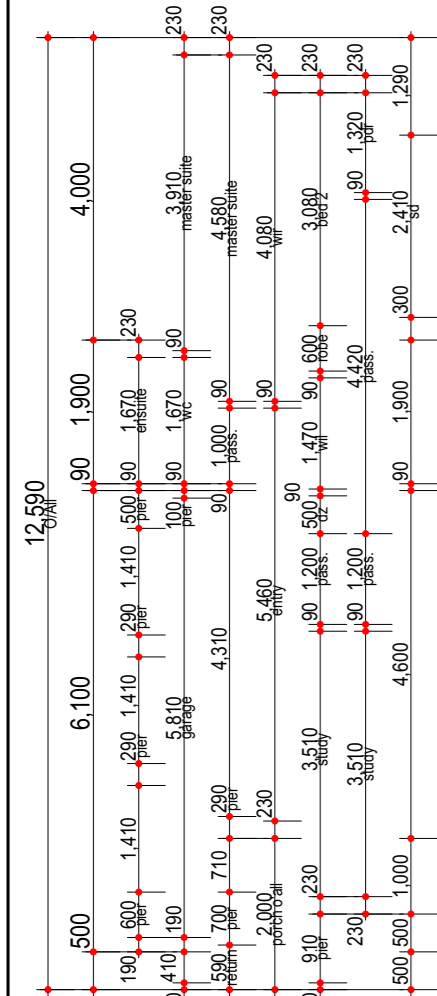 12,590
O/All
4,000
1,900
90
6,100
500
230
1,670
ensuite
90
500
pier
1,410
290
pier
1,410
290
pier
1,410
600
pier
190
230
3,910
master suite
90
1,670
wc
90
100
pier
5,810
garage
190
410
230
4,580
master suite
90
1,000
pass.
90
4,310
290
pier
710
700
pier
590
return
230
4,080
wir
90
5,460
entry
230
2,000
porch o'all
230
3,080
bed 2
600
robe
90
1,470
wil
90
500
dz
1,200
pass.
90
3,510
study
230
910
pier
230
1,320
pdr
90
4,420
pass.
1,200
pass.
90
3,510
study
230
1,290
2,410
sd
300
1,900
90
4,600
1,000
500
500